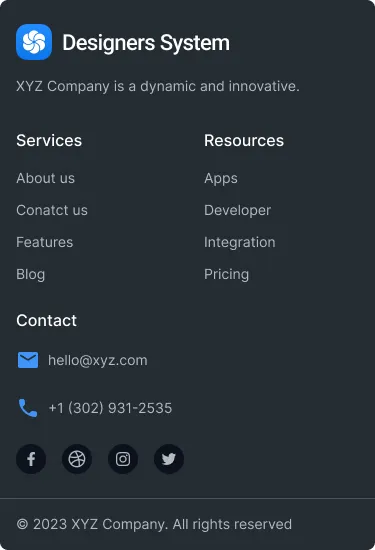 Designers System
XYZ Company is a dynamic and innovative.
Services
About us
Conatct us
Features
Blog
Resources
Apps
Developer
Integration
Pricing
Contact
hello@xyz.com
+1 (302) 931-2535
© 2023 XYZ Company. All rights reserved